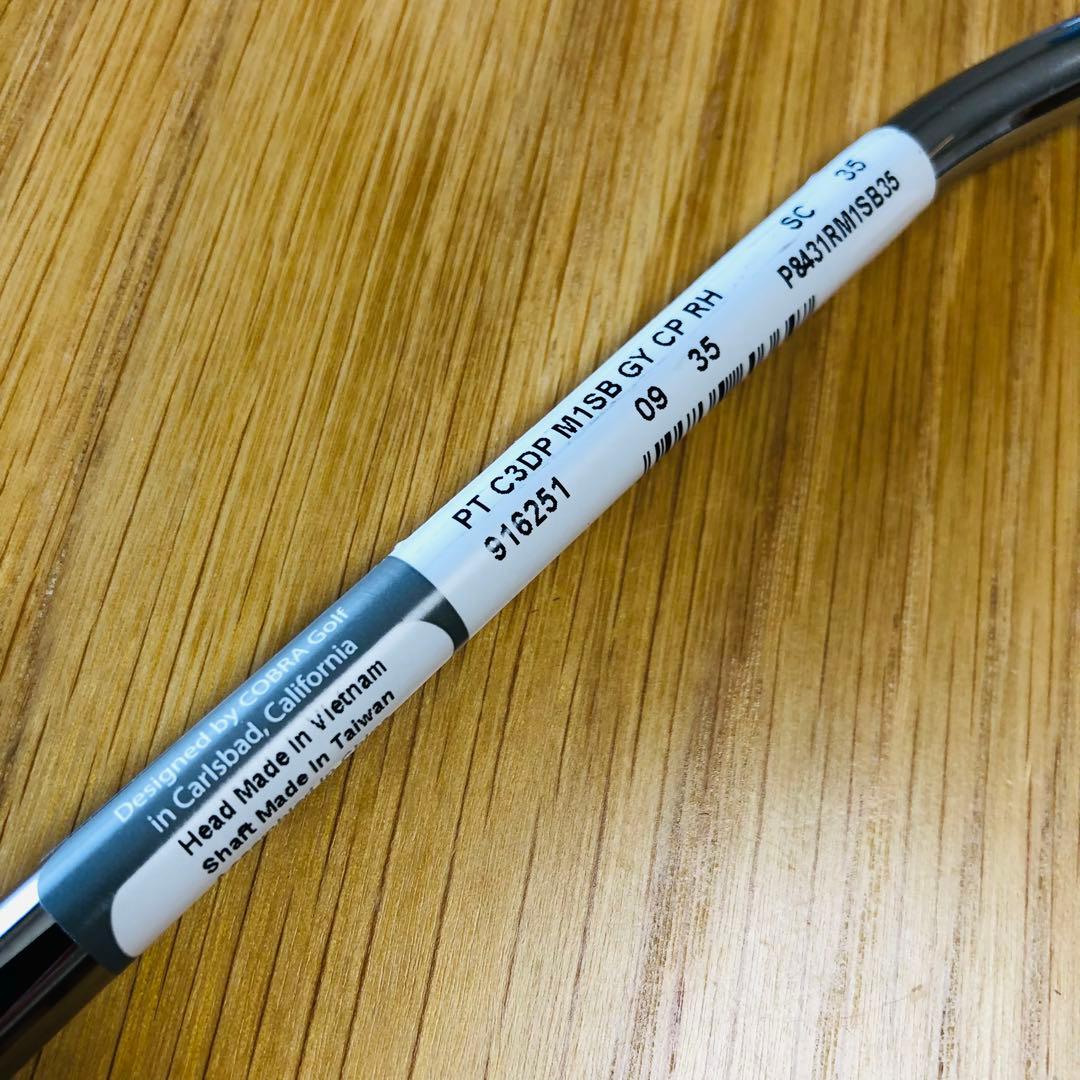 PT C3DP M1SB GY CP RH SC 35
916251 09 35 P8431RM1SB35
Designed by COBRA Golf
in Carlsbad, California
Head Made In Vietnam
Shaft Made In Taiwan